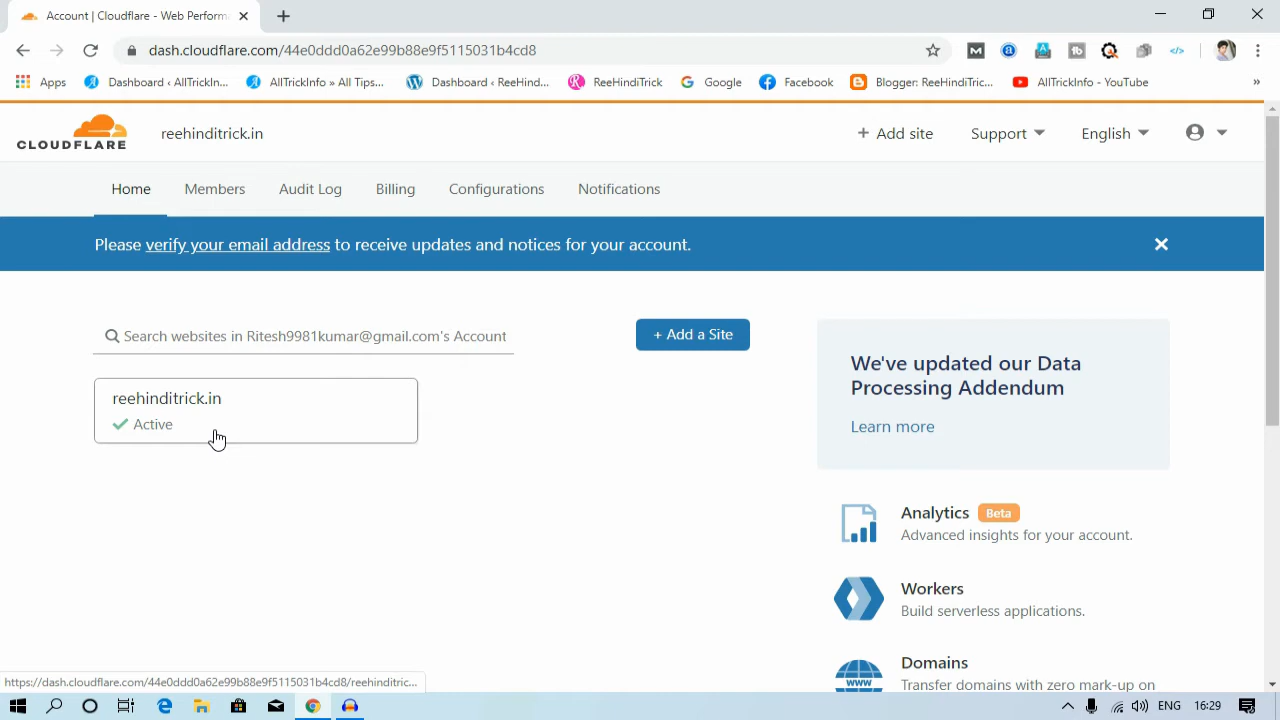 Account | Cloudflare - Web Perform
dash.cloudflare.com/44e0ddd0a62e99b88e9f5115031b4cd8
Apps
Dashboard ‹ AllTrickIn...
AllTrickInfo » All Tips...
Dashboard ‹ ReeHind...
ReeHindiTrick
Google
Facebook
Blogger: ReeHindiTric...
AllTrickInfo - YouTube
»
CLOUDFLARE
reehinditrick.in
+ Add site
Support
English
Home
Members
Audit Log
Billing
Configurations
Notifications
Please verify your email address to receive updates and notices for your account.
Search websites in Ritesh9981kumar@gmail.com's Account
+ Add a Site
reehinditrick.in
Active
We've updated our Data
Processing Addendum
Learn more
Analytics Beta
Advanced insights for your account.
Workers
Build serverless applications.
Domains
www
Transfer domains with zero mark-up on
https://dash.cloudflare.com/44e0ddd0a62e99b88e9f5115031b4cd8/reehinditric...
ENG
16:29